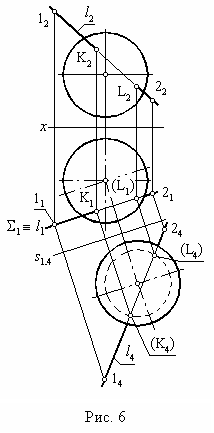 1₂
l₂
K₂
L₂
2₂
x
K₁
(L₁)
1₁
2₁
Σ₁ ≡ l₁
s₁.₄
2₄
(L₄)
(K₄)
l₄
1₄
Рис. 6